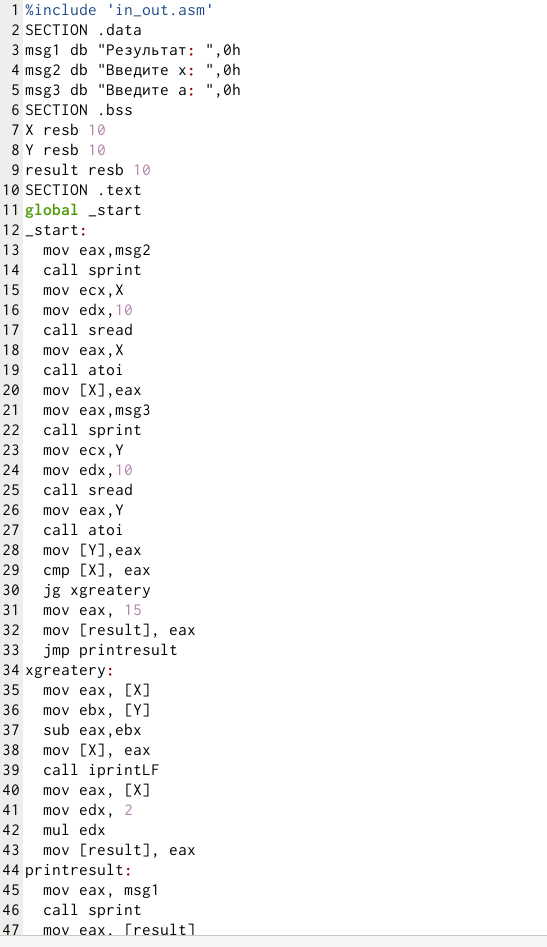 1 %include 'in_out.asm'
2 SECTION .data
3 msg1 db "Результат: ",0h
4 msg2 db "Введите x: ",0h
5 msg3 db "Введите a: ",0h
6 SECTION .bss
7 X resb 10
8 Y resb 10
9 result resb 10
10 SECTION .text
11 global _start
12 _start:
13 mov eax,msg2
14 call sprint
15 mov ecx,X
16 mov edx,10
17 call sread
18 mov eax,X
19 call atoi
20 mov [X],eax
21 mov eax,msg3
22 call sprint
23 mov ecx,Y
24 mov edx,10
25 call sread
26 mov eax,Y
27 call atoi
28 mov [Y],eax
29 cmp [X], eax
30 jg xgreatery
31 mov eax, 15
32 mov [result], eax
33 jmp printresult
34 xgreatery:
35 mov eax, [X]
36 mov ebx, [Y]
37 sub eax,ebx
38 mov [X], eax
39 call iprintLF
40 mov eax, [X]
41 mov edx, 2
42 mul edx
43 mov [result], eax
44 printresult:
45 mov eax, msg1
46 call sprint
47 mov eax, [result]